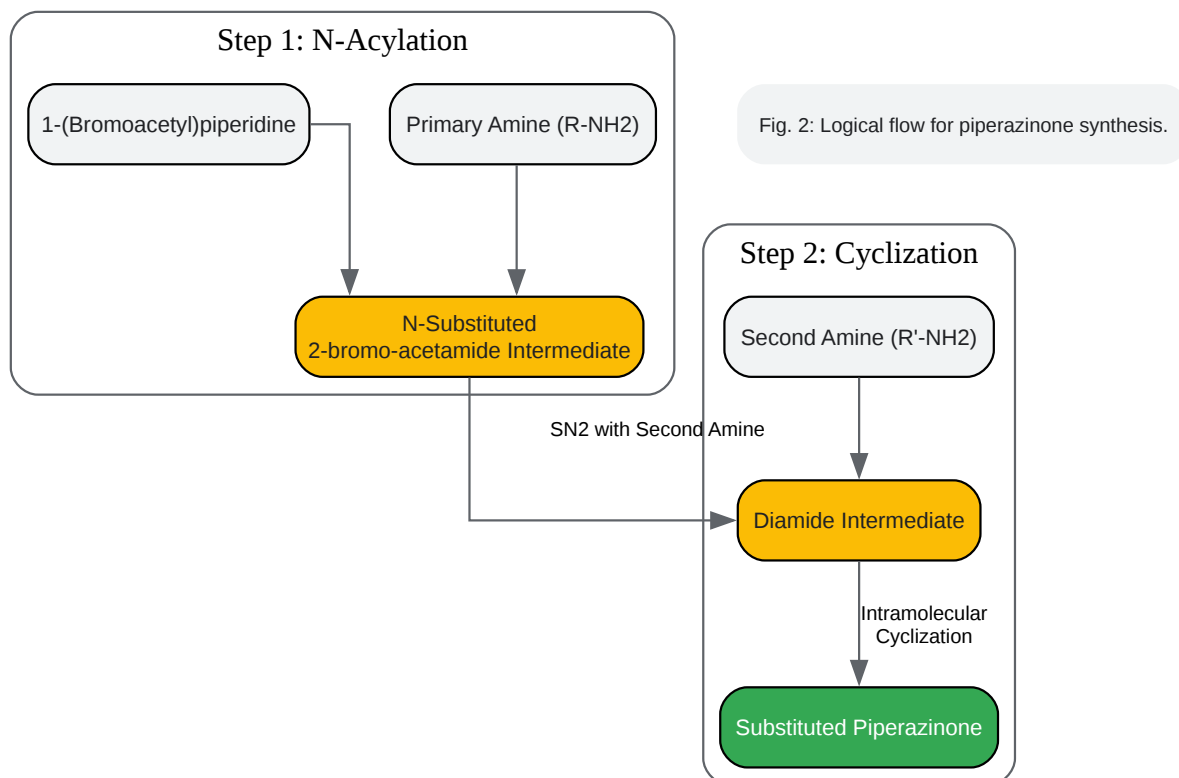 Step 1: N-Acylation
1-(Bromoacetyl)piperidine
Primary Amine (R-NH2)
Fig. 2: Logical flow for piperazinone synthesis.
N-Substituted
2-bromo-acetamide Intermediate
Step 2: Cyclization
Second Amine (R'-NH2)
SN2 with Second Amine
Diamide Intermediate
Intramolecular
Cyclization
Substituted Piperazinone